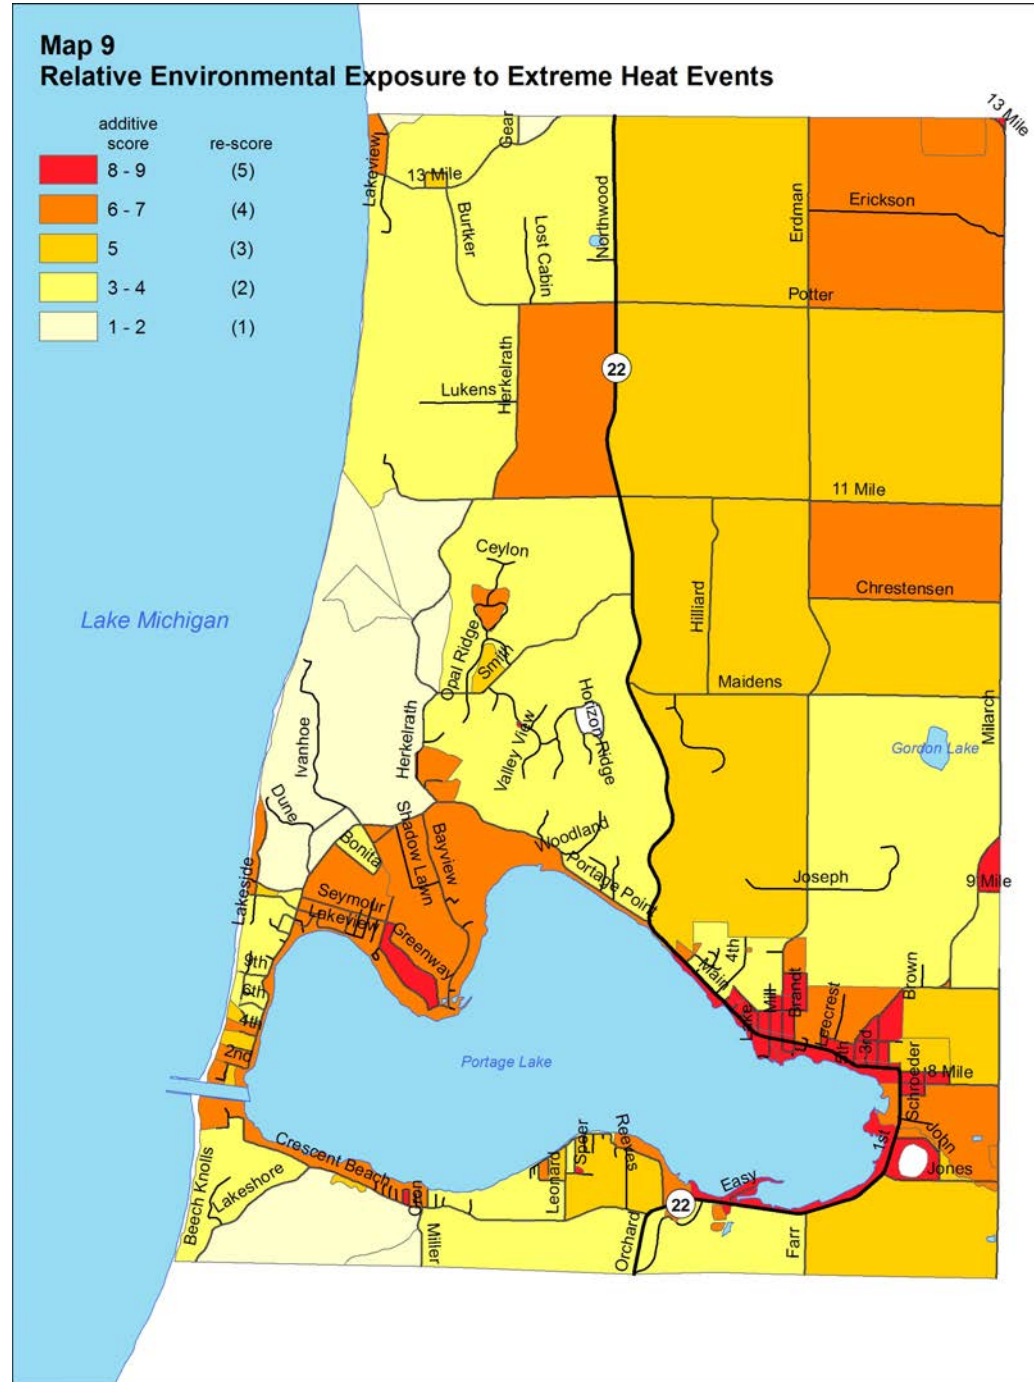 Map 9
Relative Environmental Exposure to Extreme Heat Events
additive score re-score
8 - 9 (5)
6 - 7 (4)
5 (3)
3 - 4 (2)
1 - 2 (1)
13 Mile
Lakeview
Gear
13 Mile
Burtker
Lost Cabin
Northwood
Erdman
Erickson
Potter
Herkelrath
22
Lukens
11 Mile
Ceylon
Hilliard
Chrestensen
Lake Michigan
Opal Ridge
Smith
Maidens
Horizon Ridge
Valley View
Milarch
Gordon Lake
Ivanhoe
Herkelrath
Dune
Bonita
Shadow Lawn
Bayview
Woodland
Portage Point
Joseph
9 Mile
Lakeside
Seymour
Lakeview
Greenway
9th
6th
4th
2nd
Main
4th
Lake
Mill
Brandt
Leecrest
Brown
9th
3rd
Schroeder
8 Mile
Portage Lake
1st
John
Jones
Crescent Beach
Beech Knolls
Lakeshore
Miller
Leonard
Speer
Reeves
Easy
22
Orchard
Farr